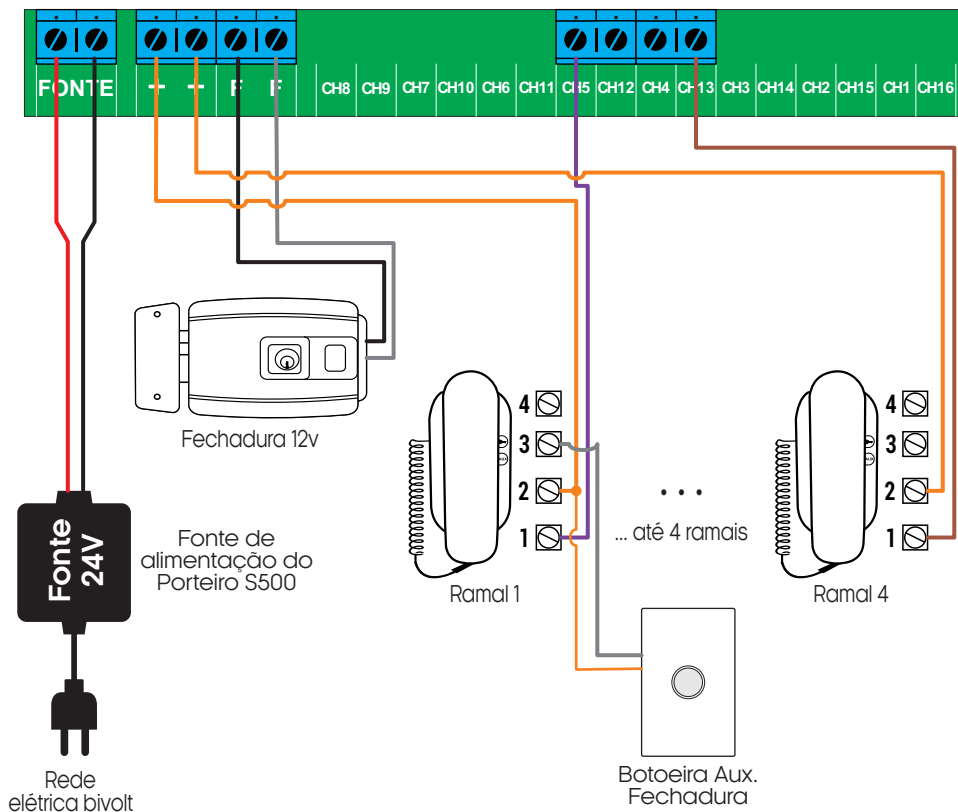 FONTE + + F F CH8 CH9 CH7 CH10 CH6 CH11 CH5 CH12 CH4 CH13 CH3 CH14 CH2 CH15 CH1 CH16
Fechadura 12v
4
3
2
1
Ramal 1
...
... até 4 ramais
4
3
2
1
Ramal 4
Fonte
24V
Fonte de
alimentação do
Porteiro S500
Rede
elétrica bivolt
Botoeira Aux.
Fechadura